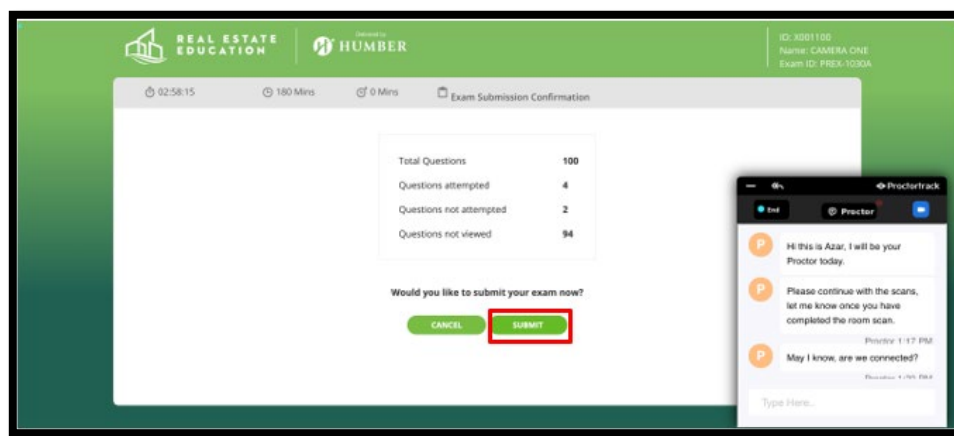 REAL ESTATE
EDUCATION
Delivered by
HUMBER
ID: X001100
Name: CAMERA ONE
Exam ID: PREX-1030A
02:58:15
180 Mins
0 Mins
Exam Submission Confirmation
Total Questions 100
Questions attempted 4
Questions not attempted 2
Questions not viewed 94
Would you like to submit your exam now?
CANCEL
SUBMIT
Proctortrack
End
Proctor
P
Hi this is Azar, I will be your
Proctor today.
P
Please continue with the scans,
let me know once you have
completed the room scan.
Proctor 1:17 PM
P
May I know, are we connected?
Type Here..